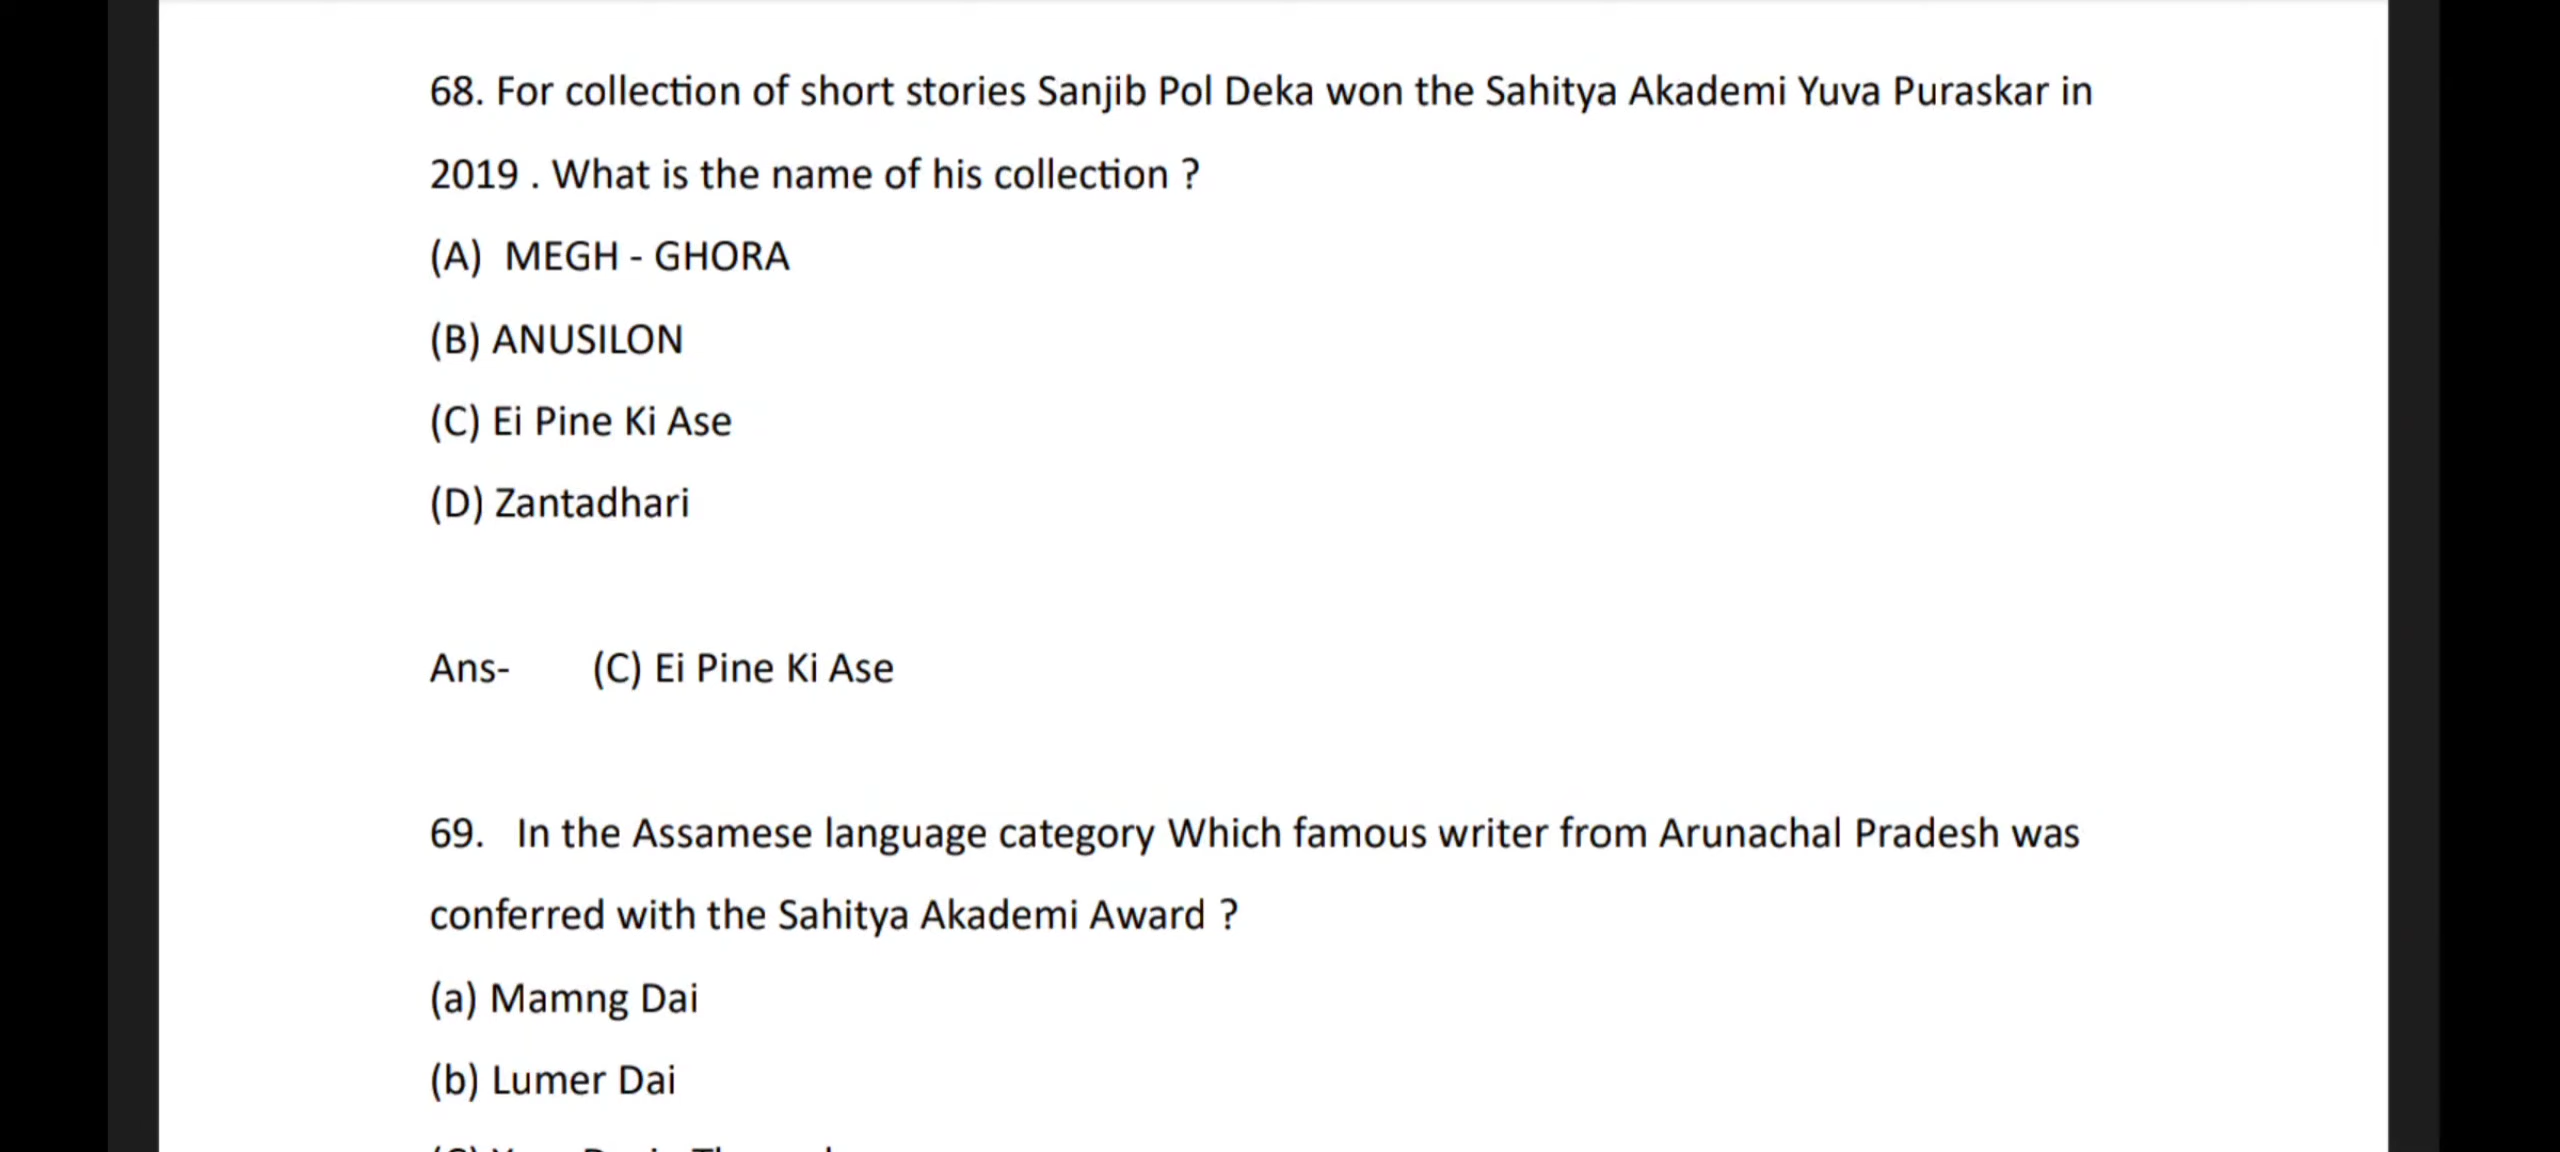 68. For collection of short stories Sanjib Pol Deka won the Sahitya Akademi Yuva Puraskar in
2019 . What is the name of his collection ?
(A) MEGH - GHORA
(B) ANUSILON
(C) Ei Pine Ki Ase
(D) Zantadhari
Ans- (C) Ei Pine Ki Ase
69. In the Assamese language category Which famous writer from Arunachal Pradesh was
conferred with the Sahitya Akademi Award ?
(a) Mamng Dai
(b) Lumer Dai